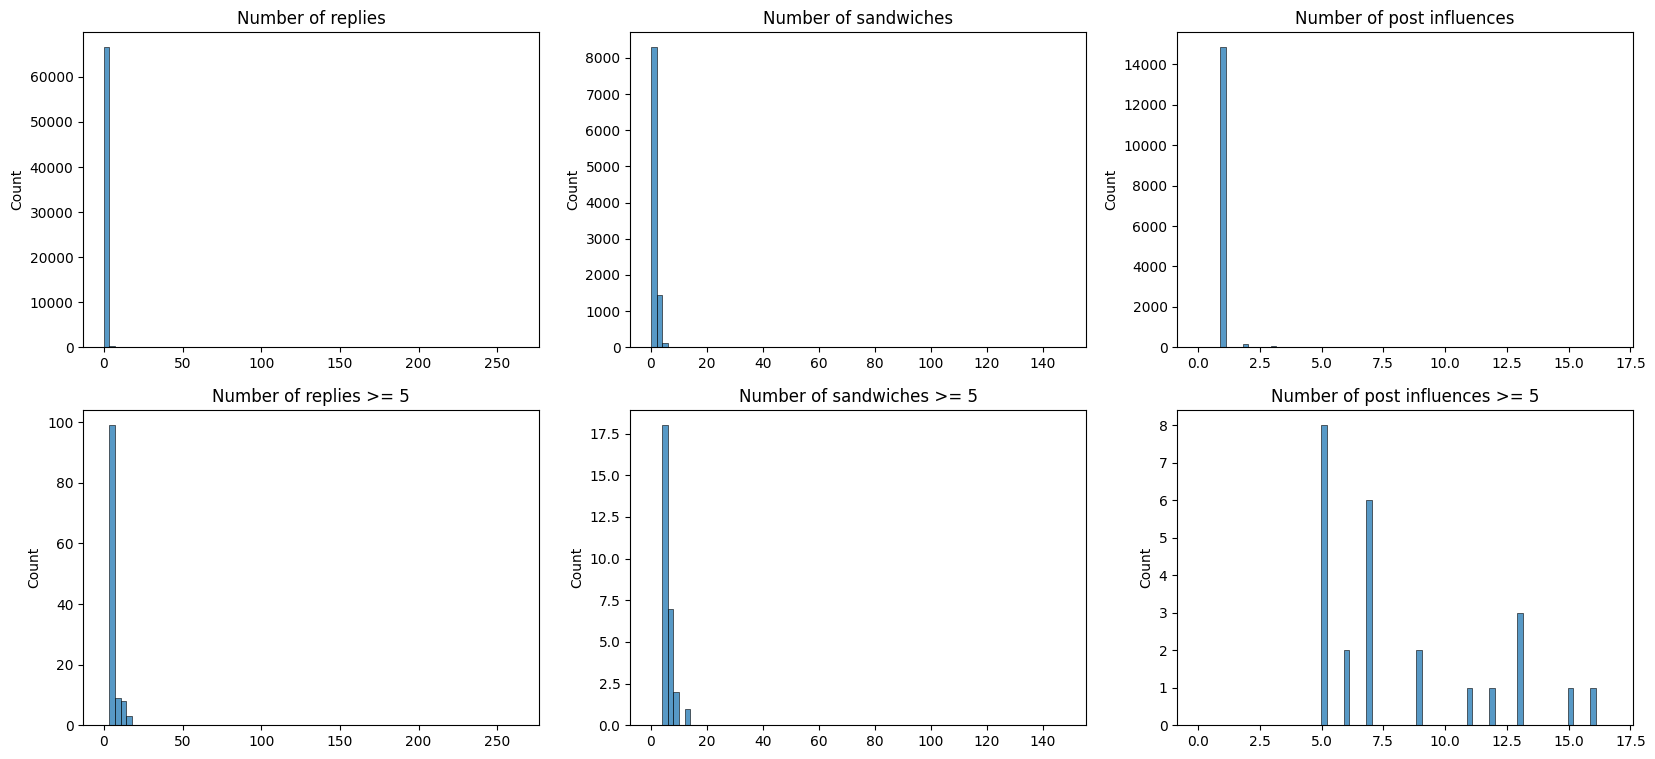 Number of replies
Number of sandwiches
Number of post influences
Count
60000
50000
40000
30000
20000
10000
0
0 50 100 150 200 250
Count
8000
7000
6000
5000
4000
3000
2000
1000
0
0 20 40 60 80 100 120 140
Count
14000
12000
10000
8000
6000
4000
2000
0
0.0 2.5 5.0 7.5 10.0 12.5 15.0 17.5
Number of replies >= 5
Number of sandwiches >= 5
Number of post influences >= 5
Count
100
80
60
40
20
0
0 50 100 150 200 250
Count
17.5
15.0
12.5
10.0
7.5
5.0
2.5
0.0
0 20 40 60 80 100 120 140
Count
8
7
6
5
4
3
2
1
0
0.0 2.5 5.0 7.5 10.0 12.5 15.0 17.5